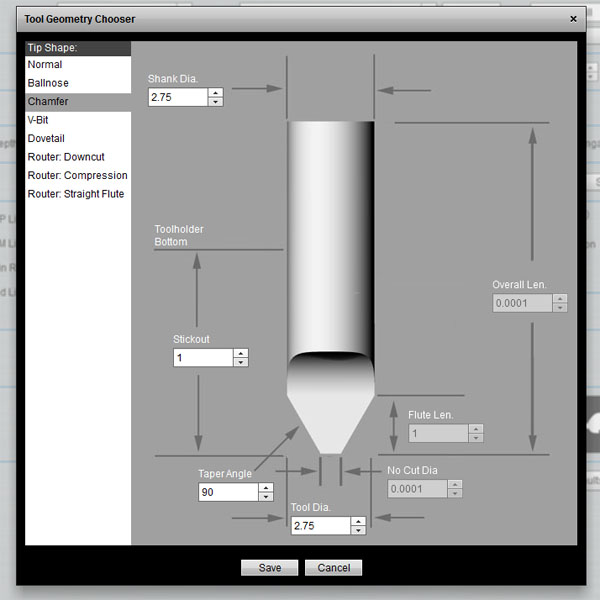 Tool Geometry Chooser
×
Tip Shape:
Normal
Ballnose
Chamfer
V-Bit
Dovetail
Router: Downcut
Router: Compression
Router: Straight Flute
Shank Dia.
2.75
Toolholder
Bottom
Overall Len.
0.0001
Stickout
1
Flute Len.
1
Taper Angle
90
No Cut Dia
0.0001
Tool Dia.
2.75
Save
Cancel